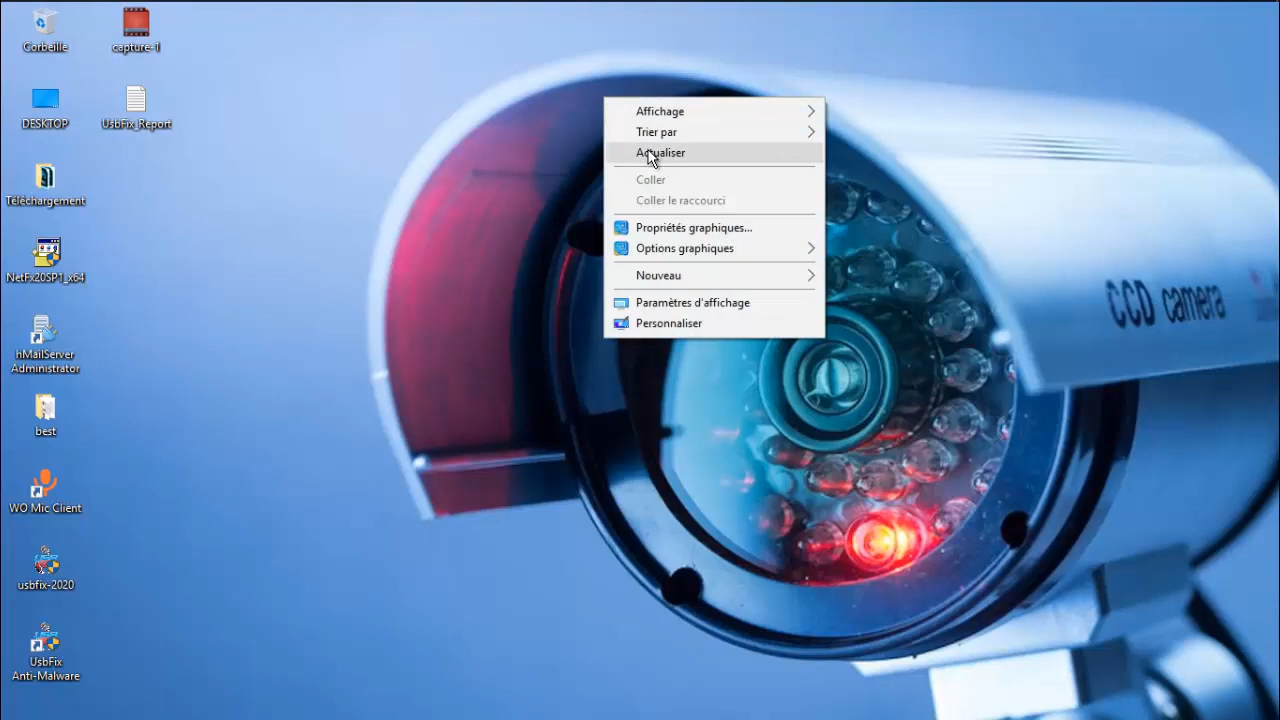 Corbeille
capture-1
DESKTOP
UsbFix_Report
Téléchargement
NetFx20SP1_x64
hMailServer
Administrator
best
WO Mic Client
usbfix-2020
UsbFix
Anti-Malware
Affichage
Trier par
Actualiser
Coller
Coller le raccourci
Propriétés graphiques...
Options graphiques
Nouveau
Paramètres d'affichage
Personnaliser
CCD camera